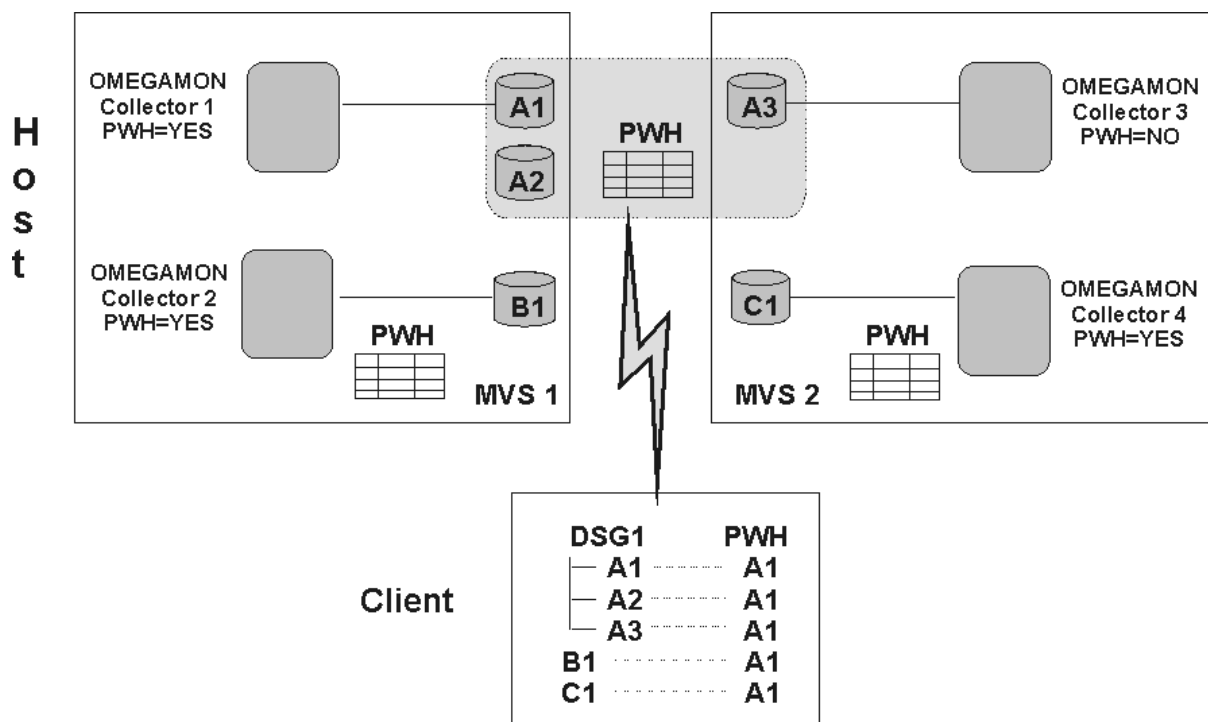 Host
OMEGAMON
Collector 1
PWH=YES
A1
A2
PWH
A3
OMEGAMON
Collector 3
PWH=NO
OMEGAMON
Collector 2
PWH=YES
B1
PWH
MVS 1
C1
PWH
MVS 2
OMEGAMON
Collector 4
PWH=YES
Client
DSG1 PWH
A1 A1
A2 A1
A3 A1
B1 A1
C1 A1